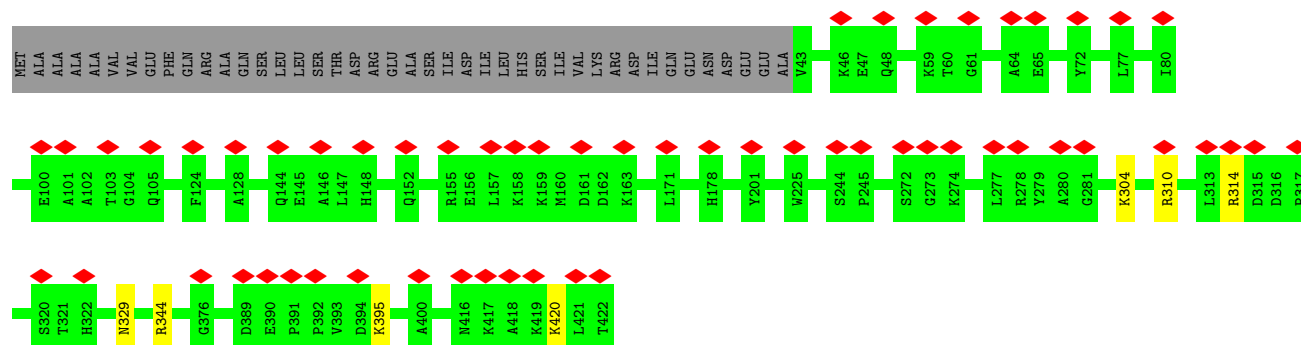 MET ALA ALA ALA ALA VAL VAL GLU PHE GLN ARG ALA GLN SER LEU LEU SER THR ASP ARG GLU ALA SER ILE ASP ILE LEU HIS SER ILE VAL LYS ARG ASP ILE GLN GLU ASN ASP GLU GLU ALA V43 K46 E47 Q48 K59 T60 G61 A64 E65 Y72 L77 I80
E100 A101 A102 T103 G104 Q105 F124 A128 Q144 E145 A146 L147 H148 Q152 R155 E156 L157 K158 K159 M160 D161 D162 K163 L171 H178 Y201 W225 S244 P245 S272 G273 K274 L277 R278 Y279 A280 G281 K304 R310 L313 R314 D315 D316
S320 T321 H322 N329 R344 G376 D389 E390 P391 P392 V393 D394 K395 A400 N416 K417 A418 K419 K420 L421 T422